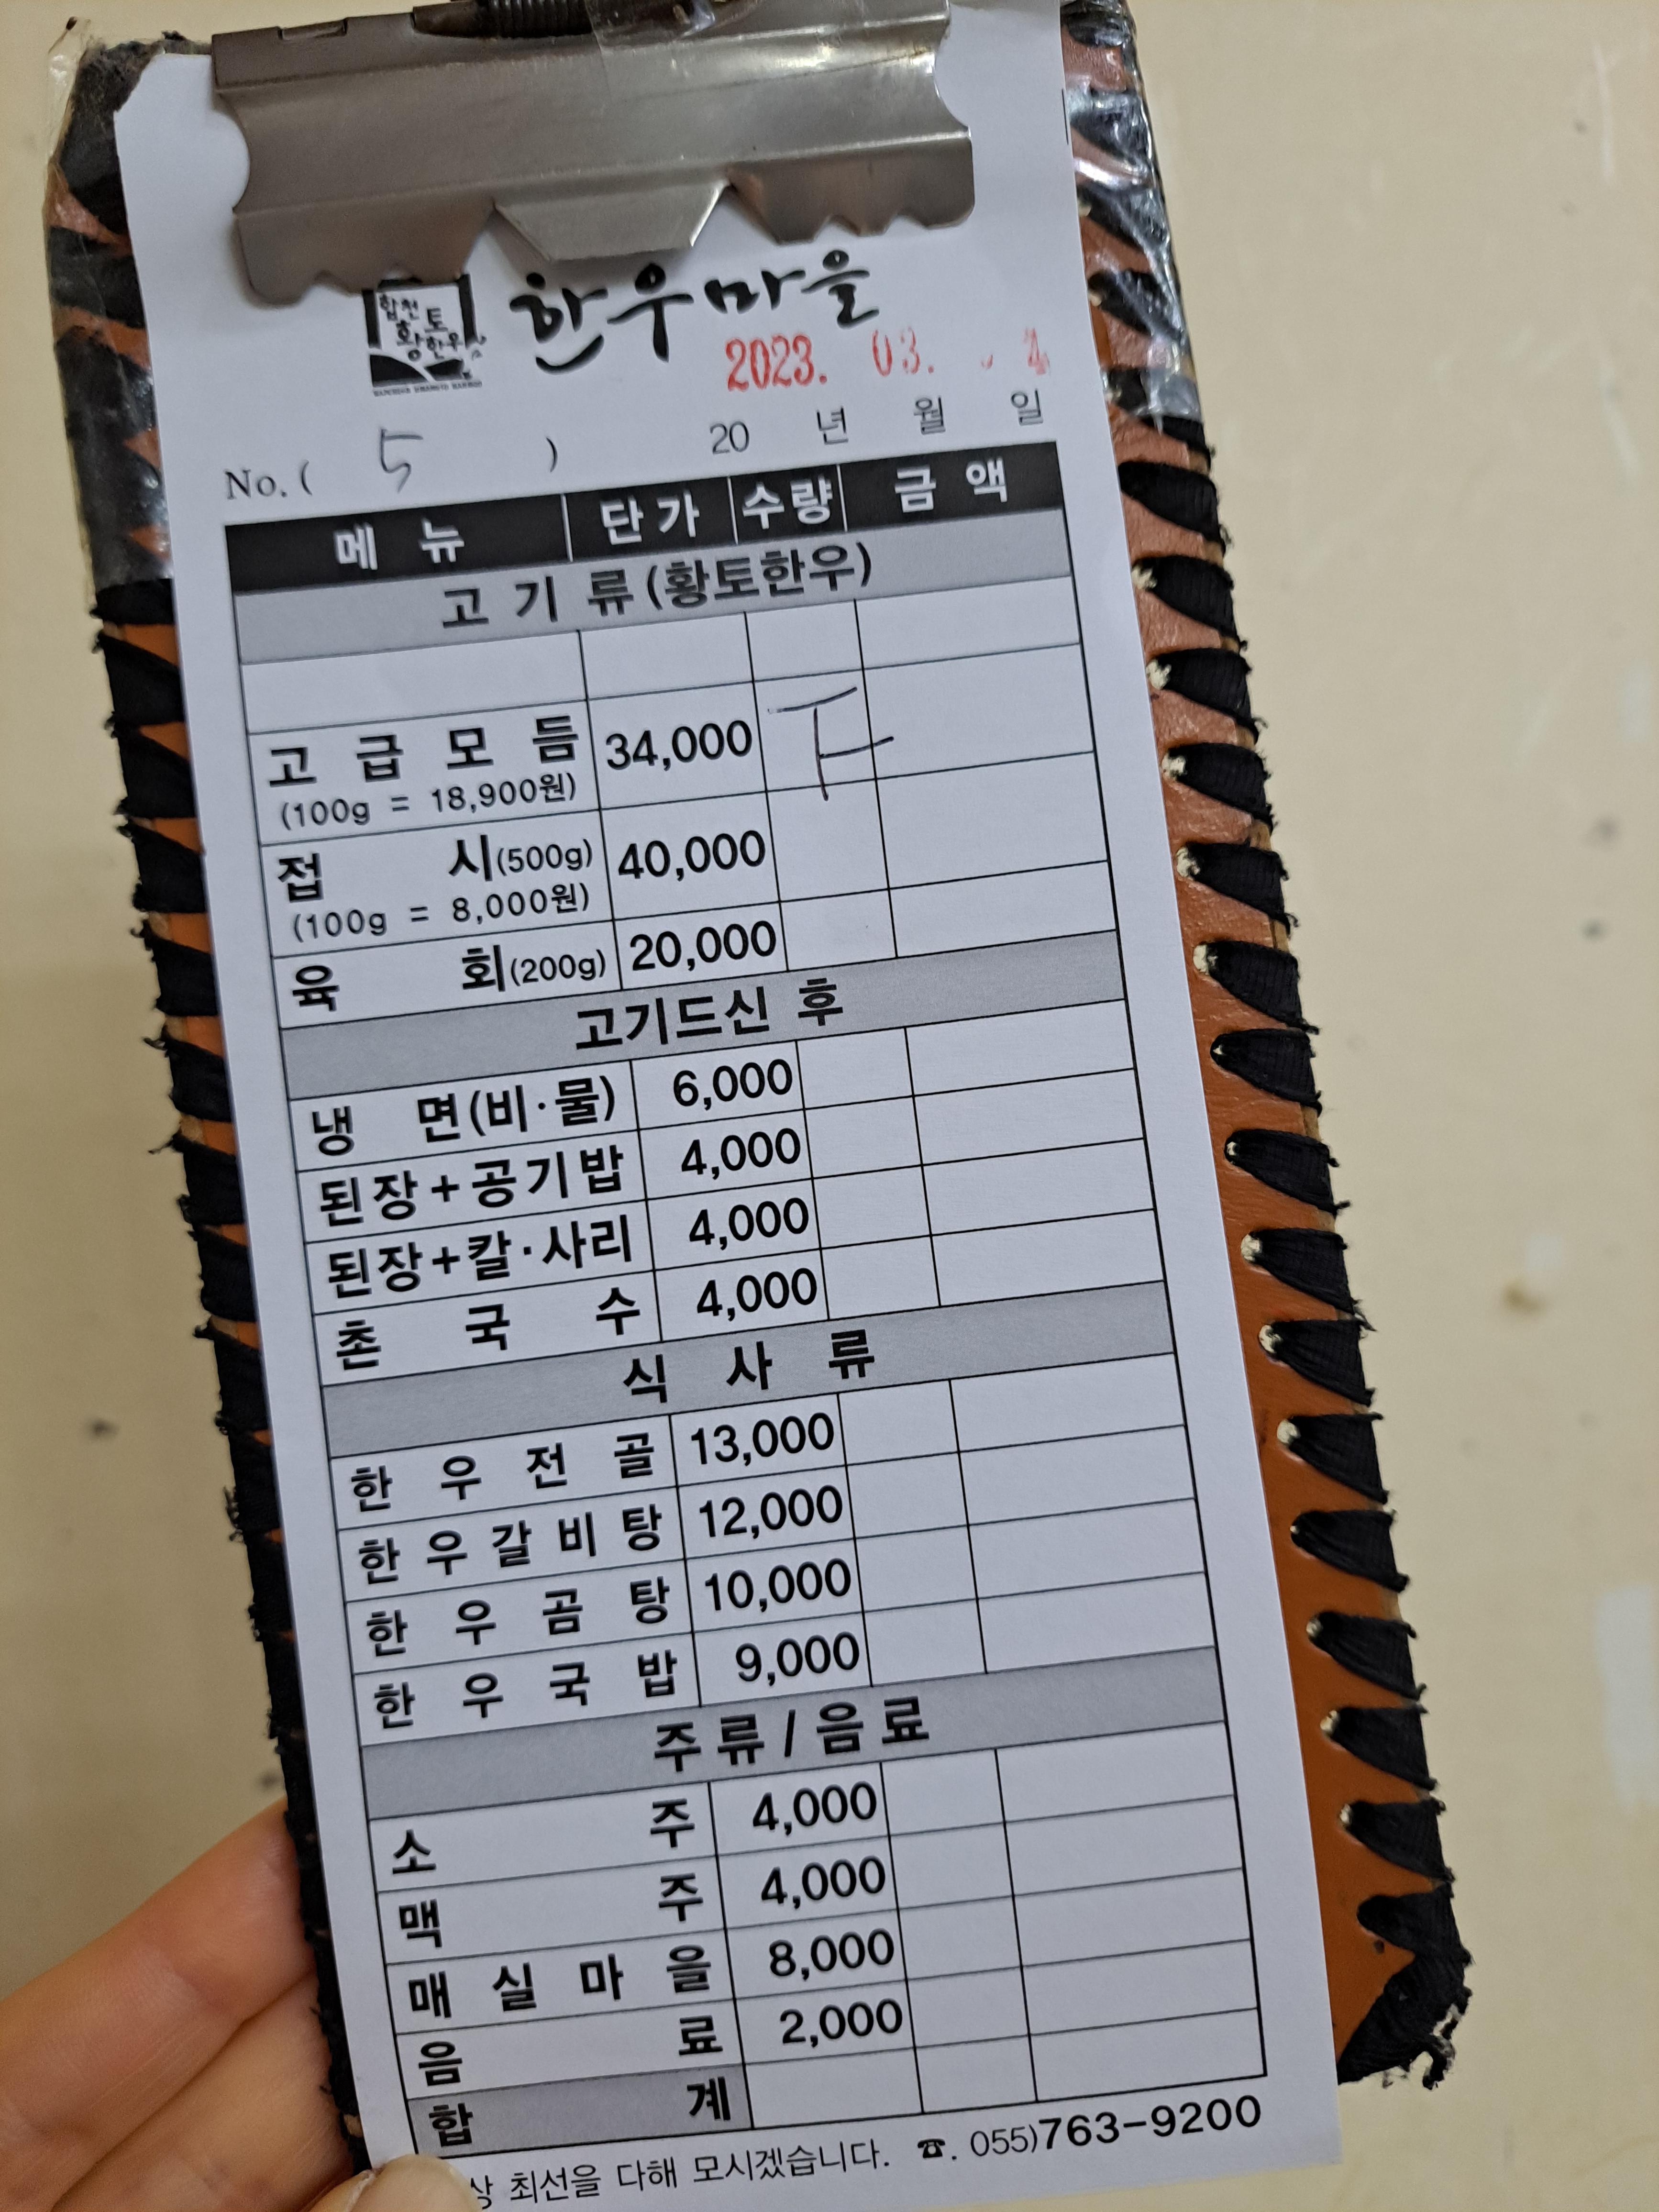 합천
황토
한우
한우마을
2023. 03. 4
No. ( 5 ) 20 년 월 일
메 뉴 단가 수량 금 액
고 기 류 (황토한우)
고 급 모 듬 34,000
(100g = 18,900원)
접 시(500g) 40,000
(100g = 8,000원)
육 회(200g) 20,000
고기드신 후
냉 면(비·물) 6,000
된장+공기밥 4,000
된장+칼·사리 4,000
촌 국 수 4,000
식 사 류
한 우 전 골 13,000
한 우 갈 비 탕 12,000
한 우 곰 탕 10,000
한 우 국 밥 9,000
주류 / 음료
소 주 4,000
맥 주 4,000
매 실 마 을 8,000
음 료 2,000
합 계
상 최선을 다해 모시겠습니다. ☎. 055)763-9200